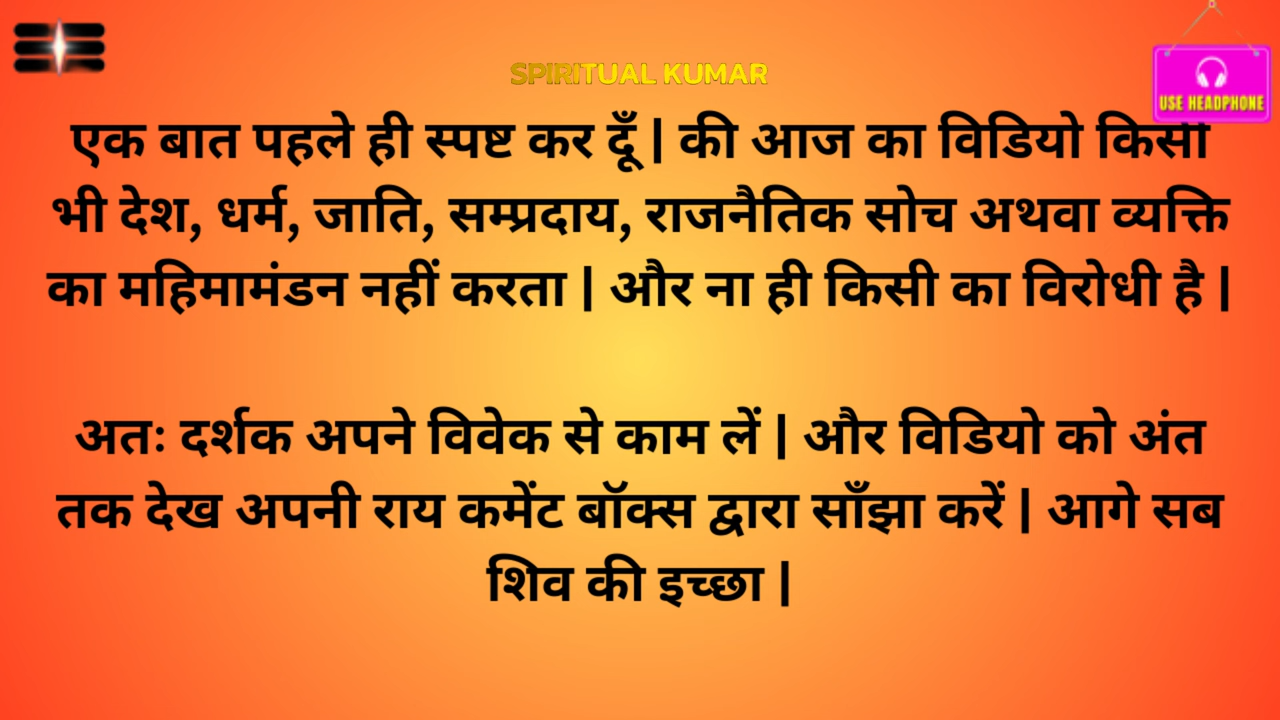 SPIRITUAL KUMAR
USE HEADPHONE
एक बात पहले ही स्पष्ट कर दूँ | की आज का विडियो किसी
भी देश, धर्म, जाति, सम्प्रदाय, राजनैतिक सोच अथवा व्यक्ति
का महिमामंडन नहीं करता | और ना ही किसी का विरोधी है |
अतः दर्शक अपने विवेक से काम लें | और विडियो को अंत
तक देख अपनी राय कमेंट बॉक्स द्वारा साँझा करें | आगे सब
शिव की इच्छा |